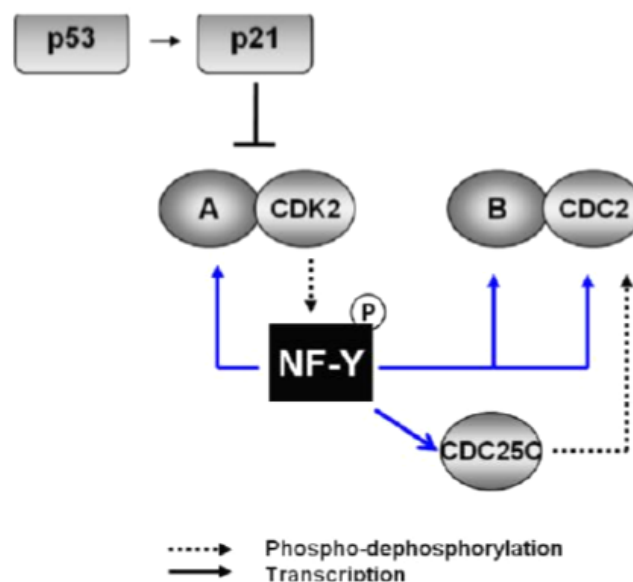 p53
p21
A
CDK2
B
CDC2
P
NF-Y
CDC25C
Phospho-dephosphorylation
Transcription